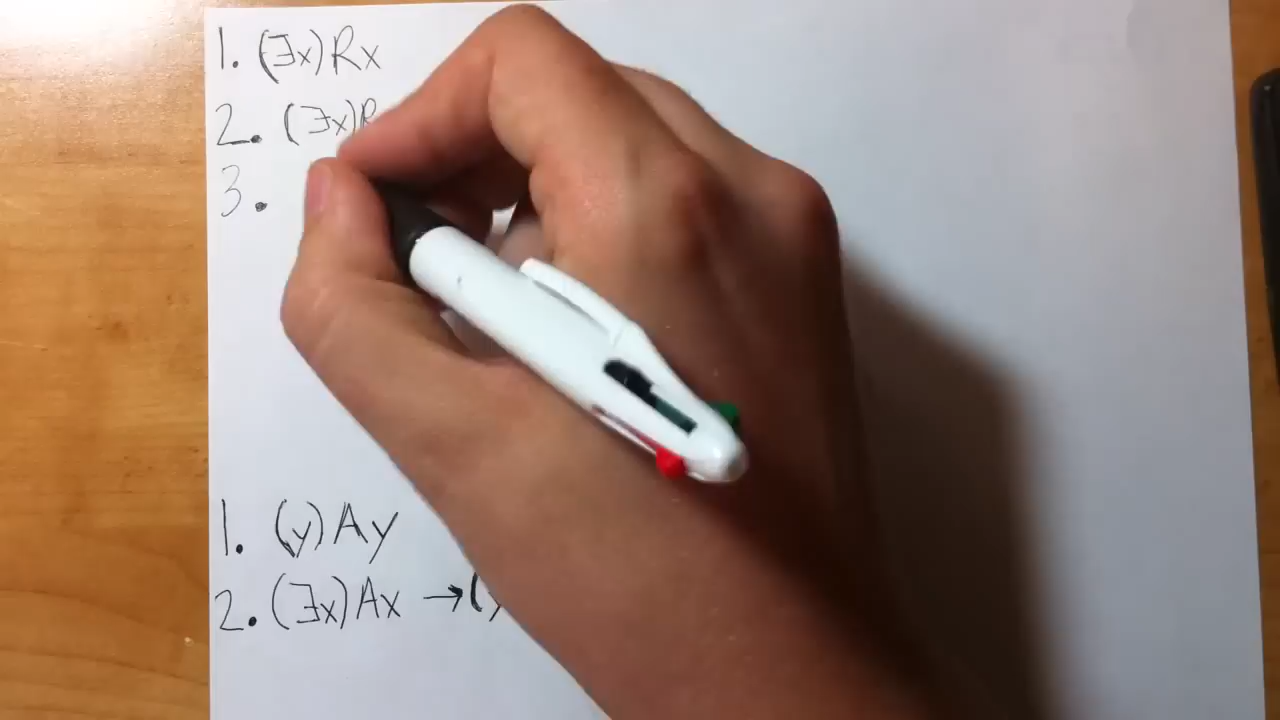 1. (∃x)Rx
2. (∃x)R
3.
1. (y)Ay
2. (∃x)Ax →(y